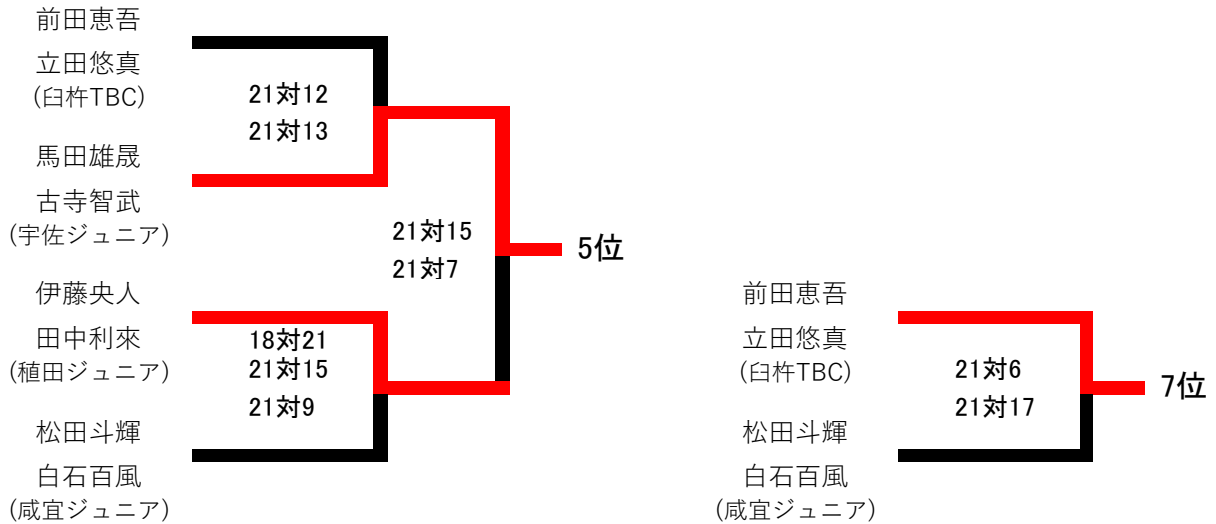 前田恵吾
立田悠真
(臼杵TBC)
21対12
21対13
馬田雄晟
古寺智武
(宇佐ジュニア)
21対15
21対7
5位
伊藤央人
田中利來
(稙田ジュニア)
18対21
21対15
21対9
松田斗輝
白石百風
(咸宜ジュニア)
前田恵吾
立田悠真
(臼杵TBC)
21対6
21対17
7位
松田斗輝
白石百風
(咸宜ジュニア)